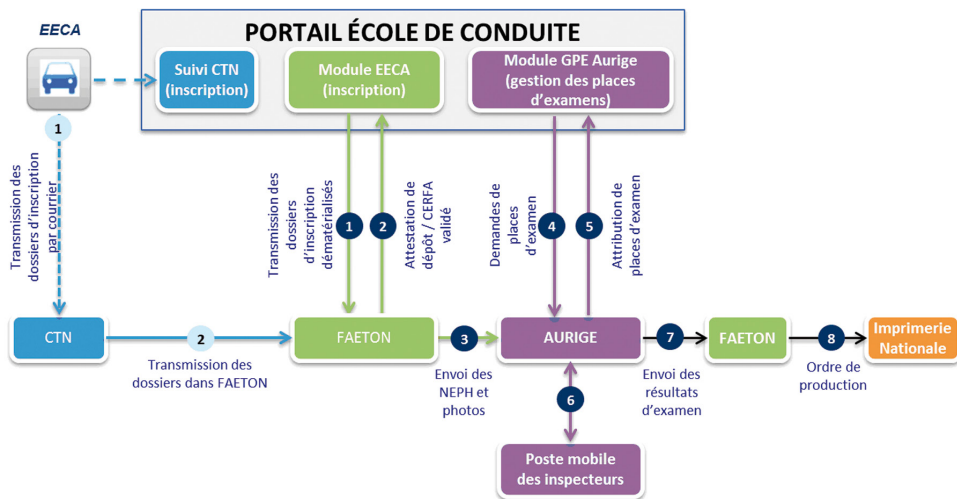 EECA
PORTAIL ÉCOLE DE CONDUITE
Suivi CTN
(inscription)
Module EECA
(inscription)
Module GPE Aurige
(gestion des places
d'examens)
1
Transmission des
dossiers d'inscription
par courrier
Transmission des
dossiers
d'inscription
dématérialisés
1
2
Attestation de
dépôt / CERFA
validé
Demandes de
places
d'examen
4
5
Attribution de
places d'examen
CTN
2
Transmission des
dossiers dans FAETON
FAETON
3
Envoi des
NEPH et
photos
AURIGE
7
Envoi des
résultats
d'examen
FAETON
8
Ordre de
production
Imprimerie
Nationale
6
Poste mobile
des inspecteurs